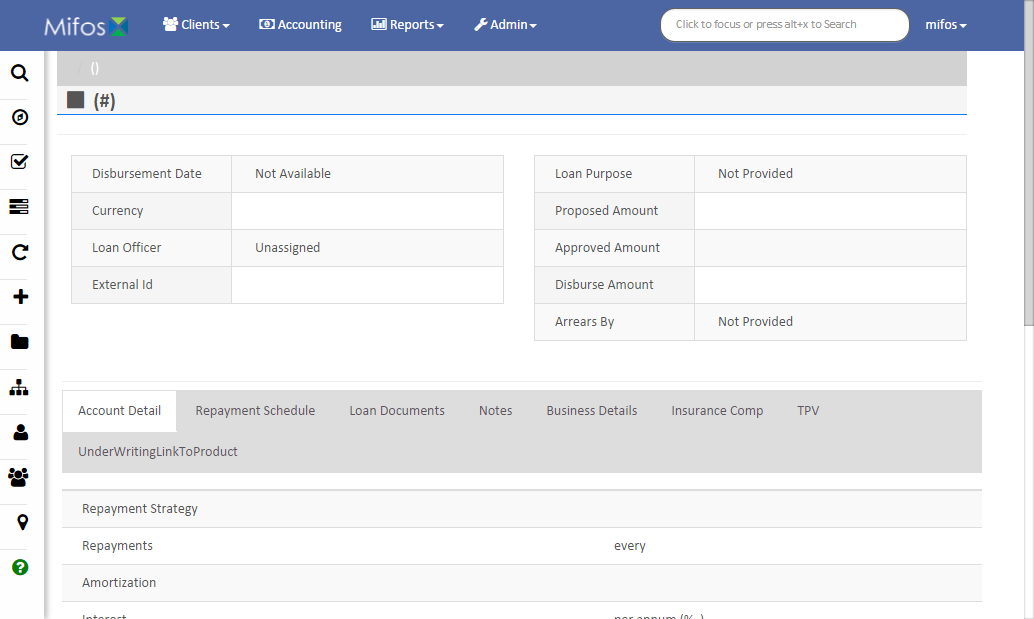 Mifos Clients Accounting Reports Admin Click to focus or press alt+x to Search mifos
/ ()
(#)
Disbursement Date Not Available
Currency
Loan Officer Unassigned
External Id
Loan Purpose Not Provided
Proposed Amount
Approved Amount
Disburse Amount
Arrears By Not Provided
Account Detail Repayment Schedule Loan Documents Notes Business Details Insurance Comp TPV
UnderWritingLinkToProduct
Repayment Strategy
Repayments every
Amortization
Interest per annum (% )